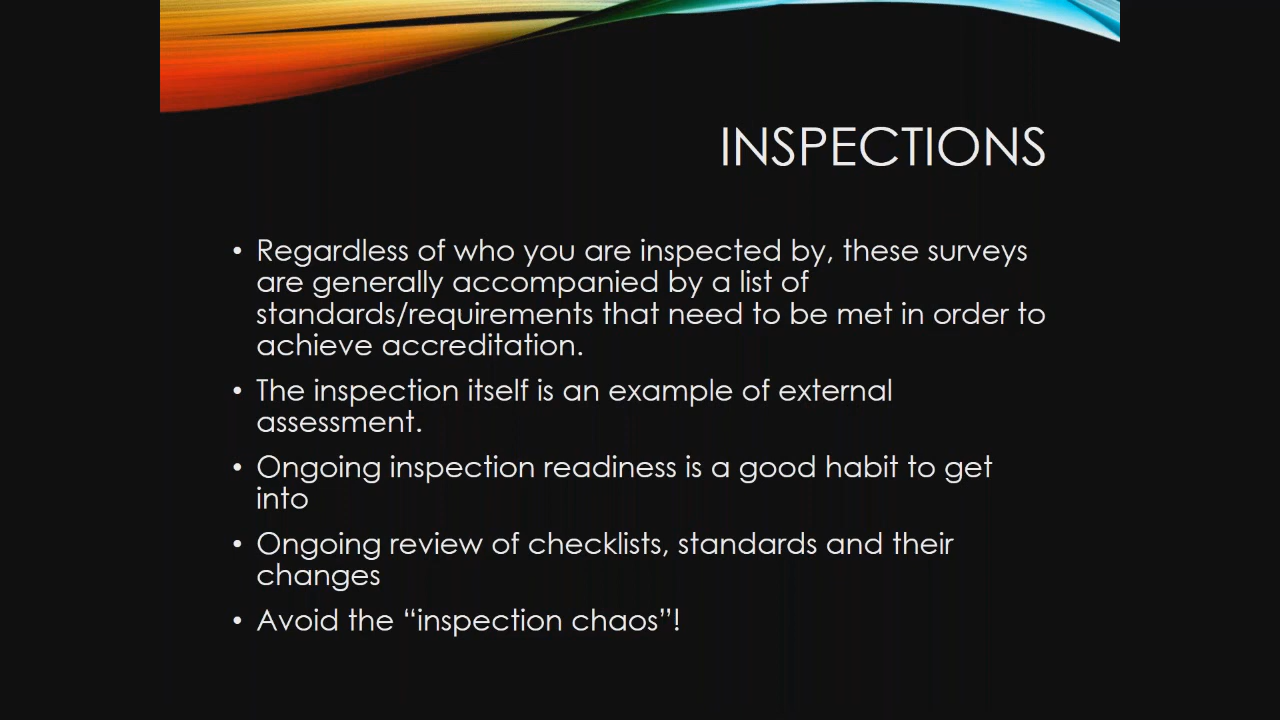 INSPECTIONS
• Regardless of who you are inspected by, these surveys
are generally accompanied by a list of
standards/requirements that need to be met in order to
achieve accreditation.
• The inspection itself is an example of external
assessment.
• Ongoing inspection readiness is a good habit to get
into
• Ongoing review of checklists, standards and their
changes
• Avoid the “inspection chaos”!